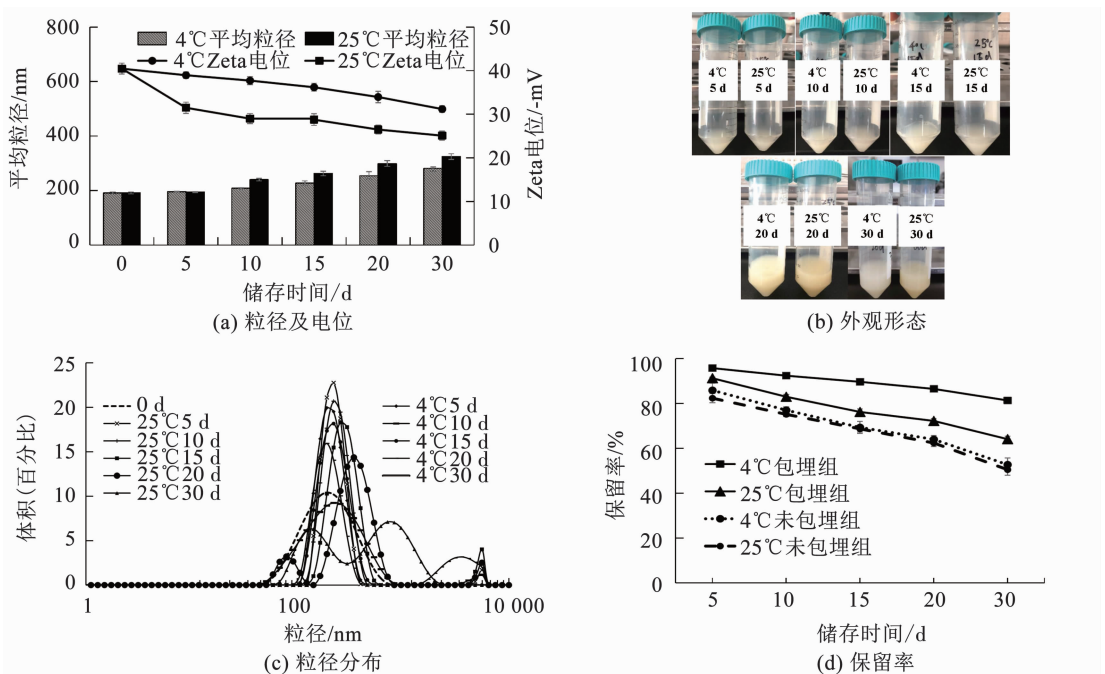 800
600
400
200
0
平均粒径/nm
4℃平均粒径 25℃平均粒径
4℃Zeta电位 25℃Zeta电位
50
40
30
20
10
0
Zeta电位/-mV
0 5 10 15 20 30
储存时间/d
(a) 粒径及电位
4℃ 25℃ 4℃ 25℃ 4℃ 25℃
5 d 5 d 10 d 10 d 15 d 15 d
4℃ 25℃ 4℃ 25℃
20 d 20 d 30 d 30 d
(b) 外观形态
25
20
15
10
5
0
体积(百分比)
0 d
25℃5 d
25℃10 d
25℃15 d
25℃20 d
25℃30 d
4℃5 d
4℃10 d
4℃15 d
4℃20 d
4℃30 d
1 100 10 000
粒径/nm
(c) 粒径分布
100
80
60
40
20
0
保留率/%
4℃包埋组
25℃包埋组
4℃未包埋组
25℃未包埋组
5 10 15 20 30
储存时间/d
(d) 保留率